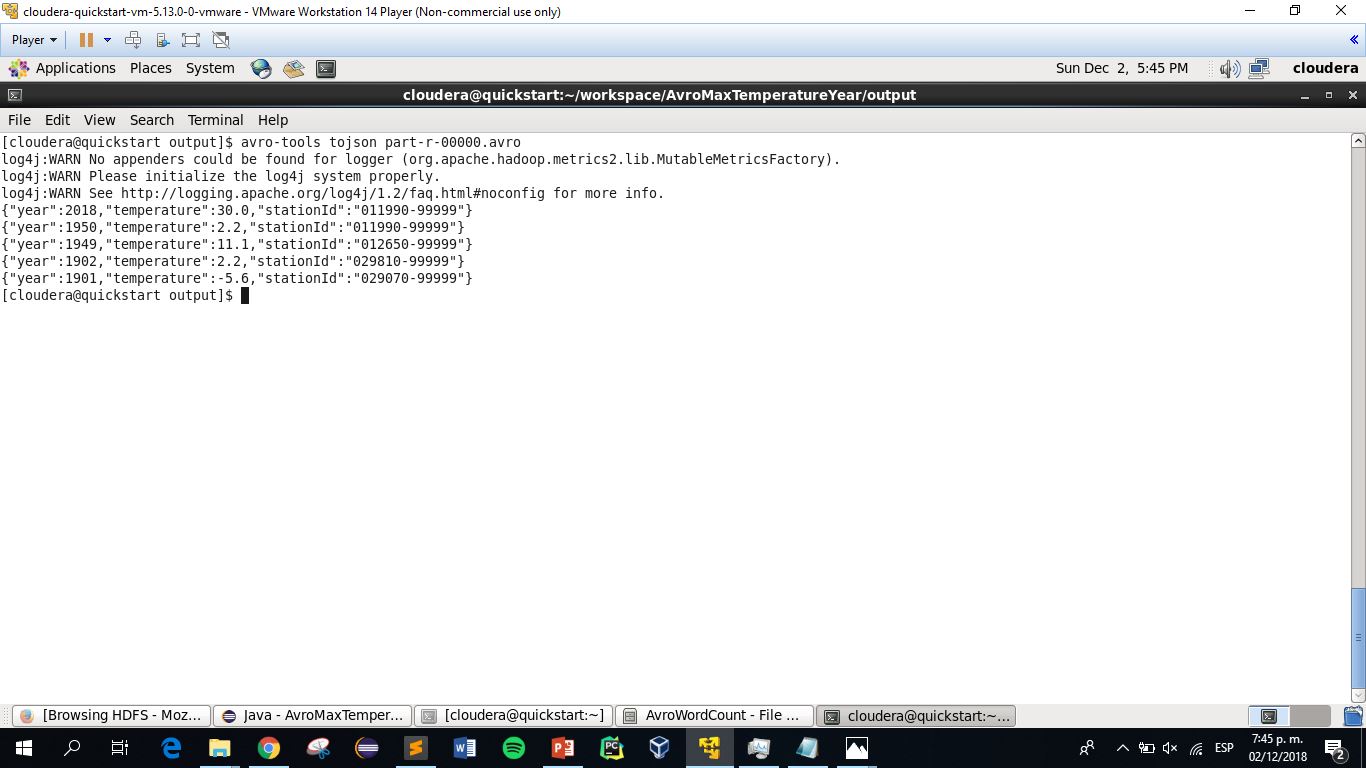 cloudera-quickstart-vm-5.13.0-0-vmware - VMware Workstation 14 Player (Non-commercial use only)
Player
Applications Places System Sun Dec 2, 5:45 PM cloudera
cloudera@quickstart:~/workspace/AvroMaxTemperatureYear/output
File Edit View Search Terminal Help
[cloudera@quickstart output]$ avro-tools tojson part-r-00000.avro
log4j:WARN No appenders could be found for logger (org.apache.hadoop.metrics2.lib.MutableMetricsFactory).
log4j:WARN Please initialize the log4j system properly.
log4j:WARN See http://logging.apache.org/log4j/1.2/faq.html#noconfig for more info.
{"year":2018,"temperature":30.0,"stationId":"011990-99999"}
{"year":1950,"temperature":2.2,"stationId":"011990-99999"}
{"year":1949,"temperature":11.1,"stationId":"012650-99999"}
{"year":1902,"temperature":2.2,"stationId":"029810-99999"}
{"year":1901,"temperature":-5.6,"stationId":"029070-99999"}
[cloudera@quickstart output]$
[Browsing HDFS - Moz... Java - AvroMaxTemper... [cloudera@quickstart:~] AvroWordCount - File ... cloudera@quickstart:~...
ESP 7:45 p. m.
02/12/2018 2